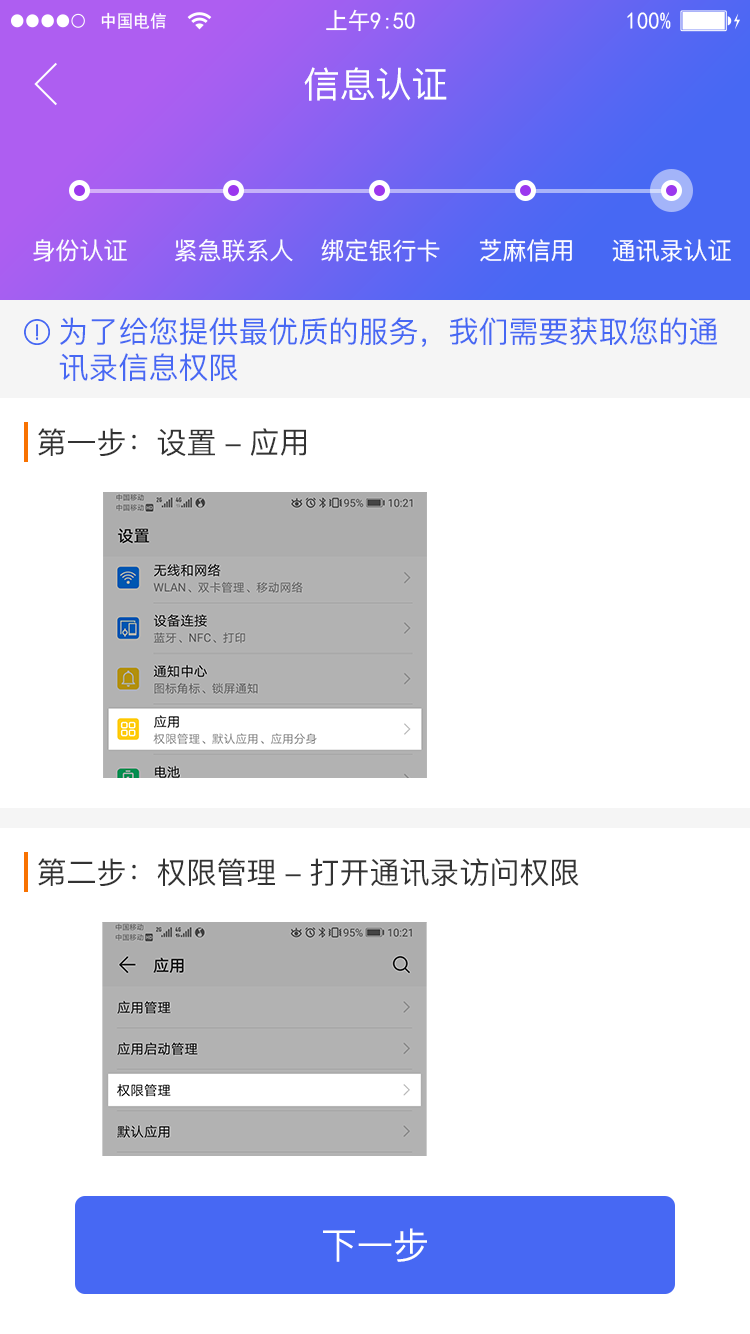 中国电信 上午9:50 100%
信息认证
身份认证 紧急联系人 绑定银行卡 芝麻信用 通讯录认证
为了给您提供最优质的服务，我们需要获取您的通
讯录信息权限
第一步：设置 – 应用
中国移动
中国移动 HD 2G 4G 95% 10:21
设置
无线和网络
WLAN、双卡管理、移动网络
设备连接
蓝牙、NFC、打印
通知中心
图标角标、锁屏通知
应用
权限管理、默认应用、应用分身
电池
第二步：权限管理 – 打开通讯录访问权限
中国移动
中国移动 HD 2G 4G 95% 10:21
应用
应用管理
应用启动管理
权限管理
默认应用
下一步